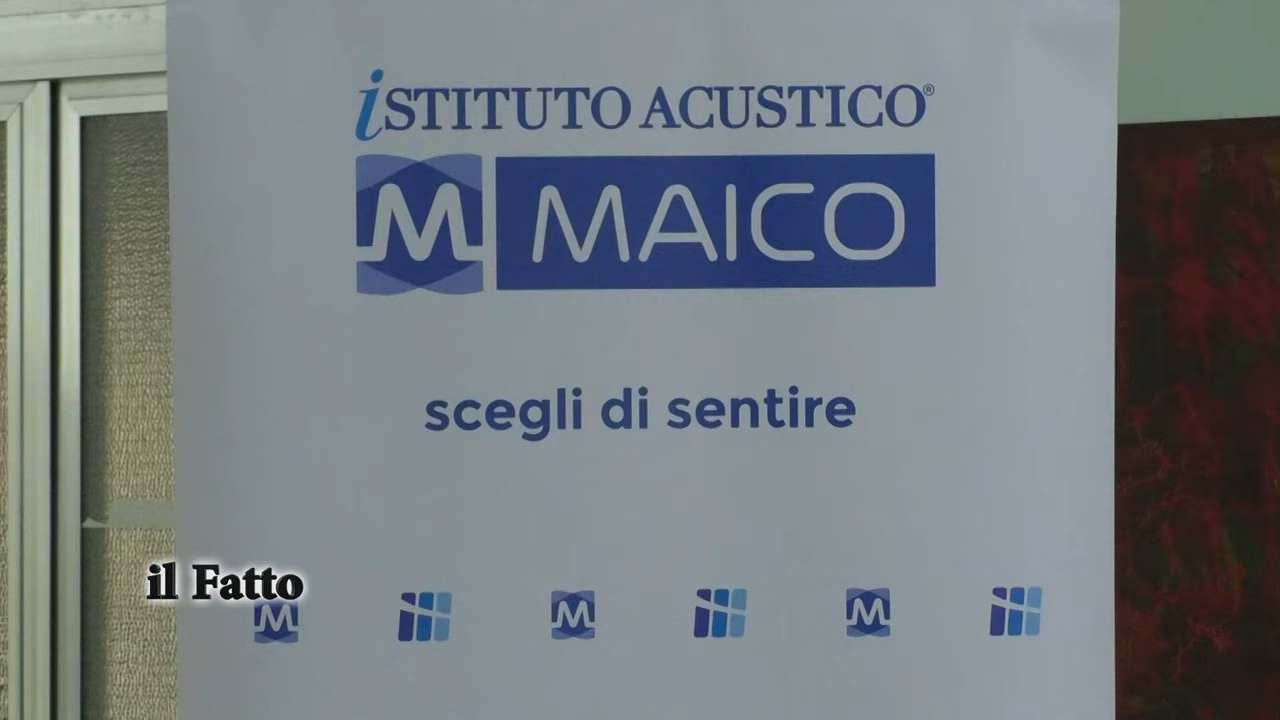 iSTITUTO ACUSTICO®
M MAICO
scegli di sentire
il Fatto
M M M